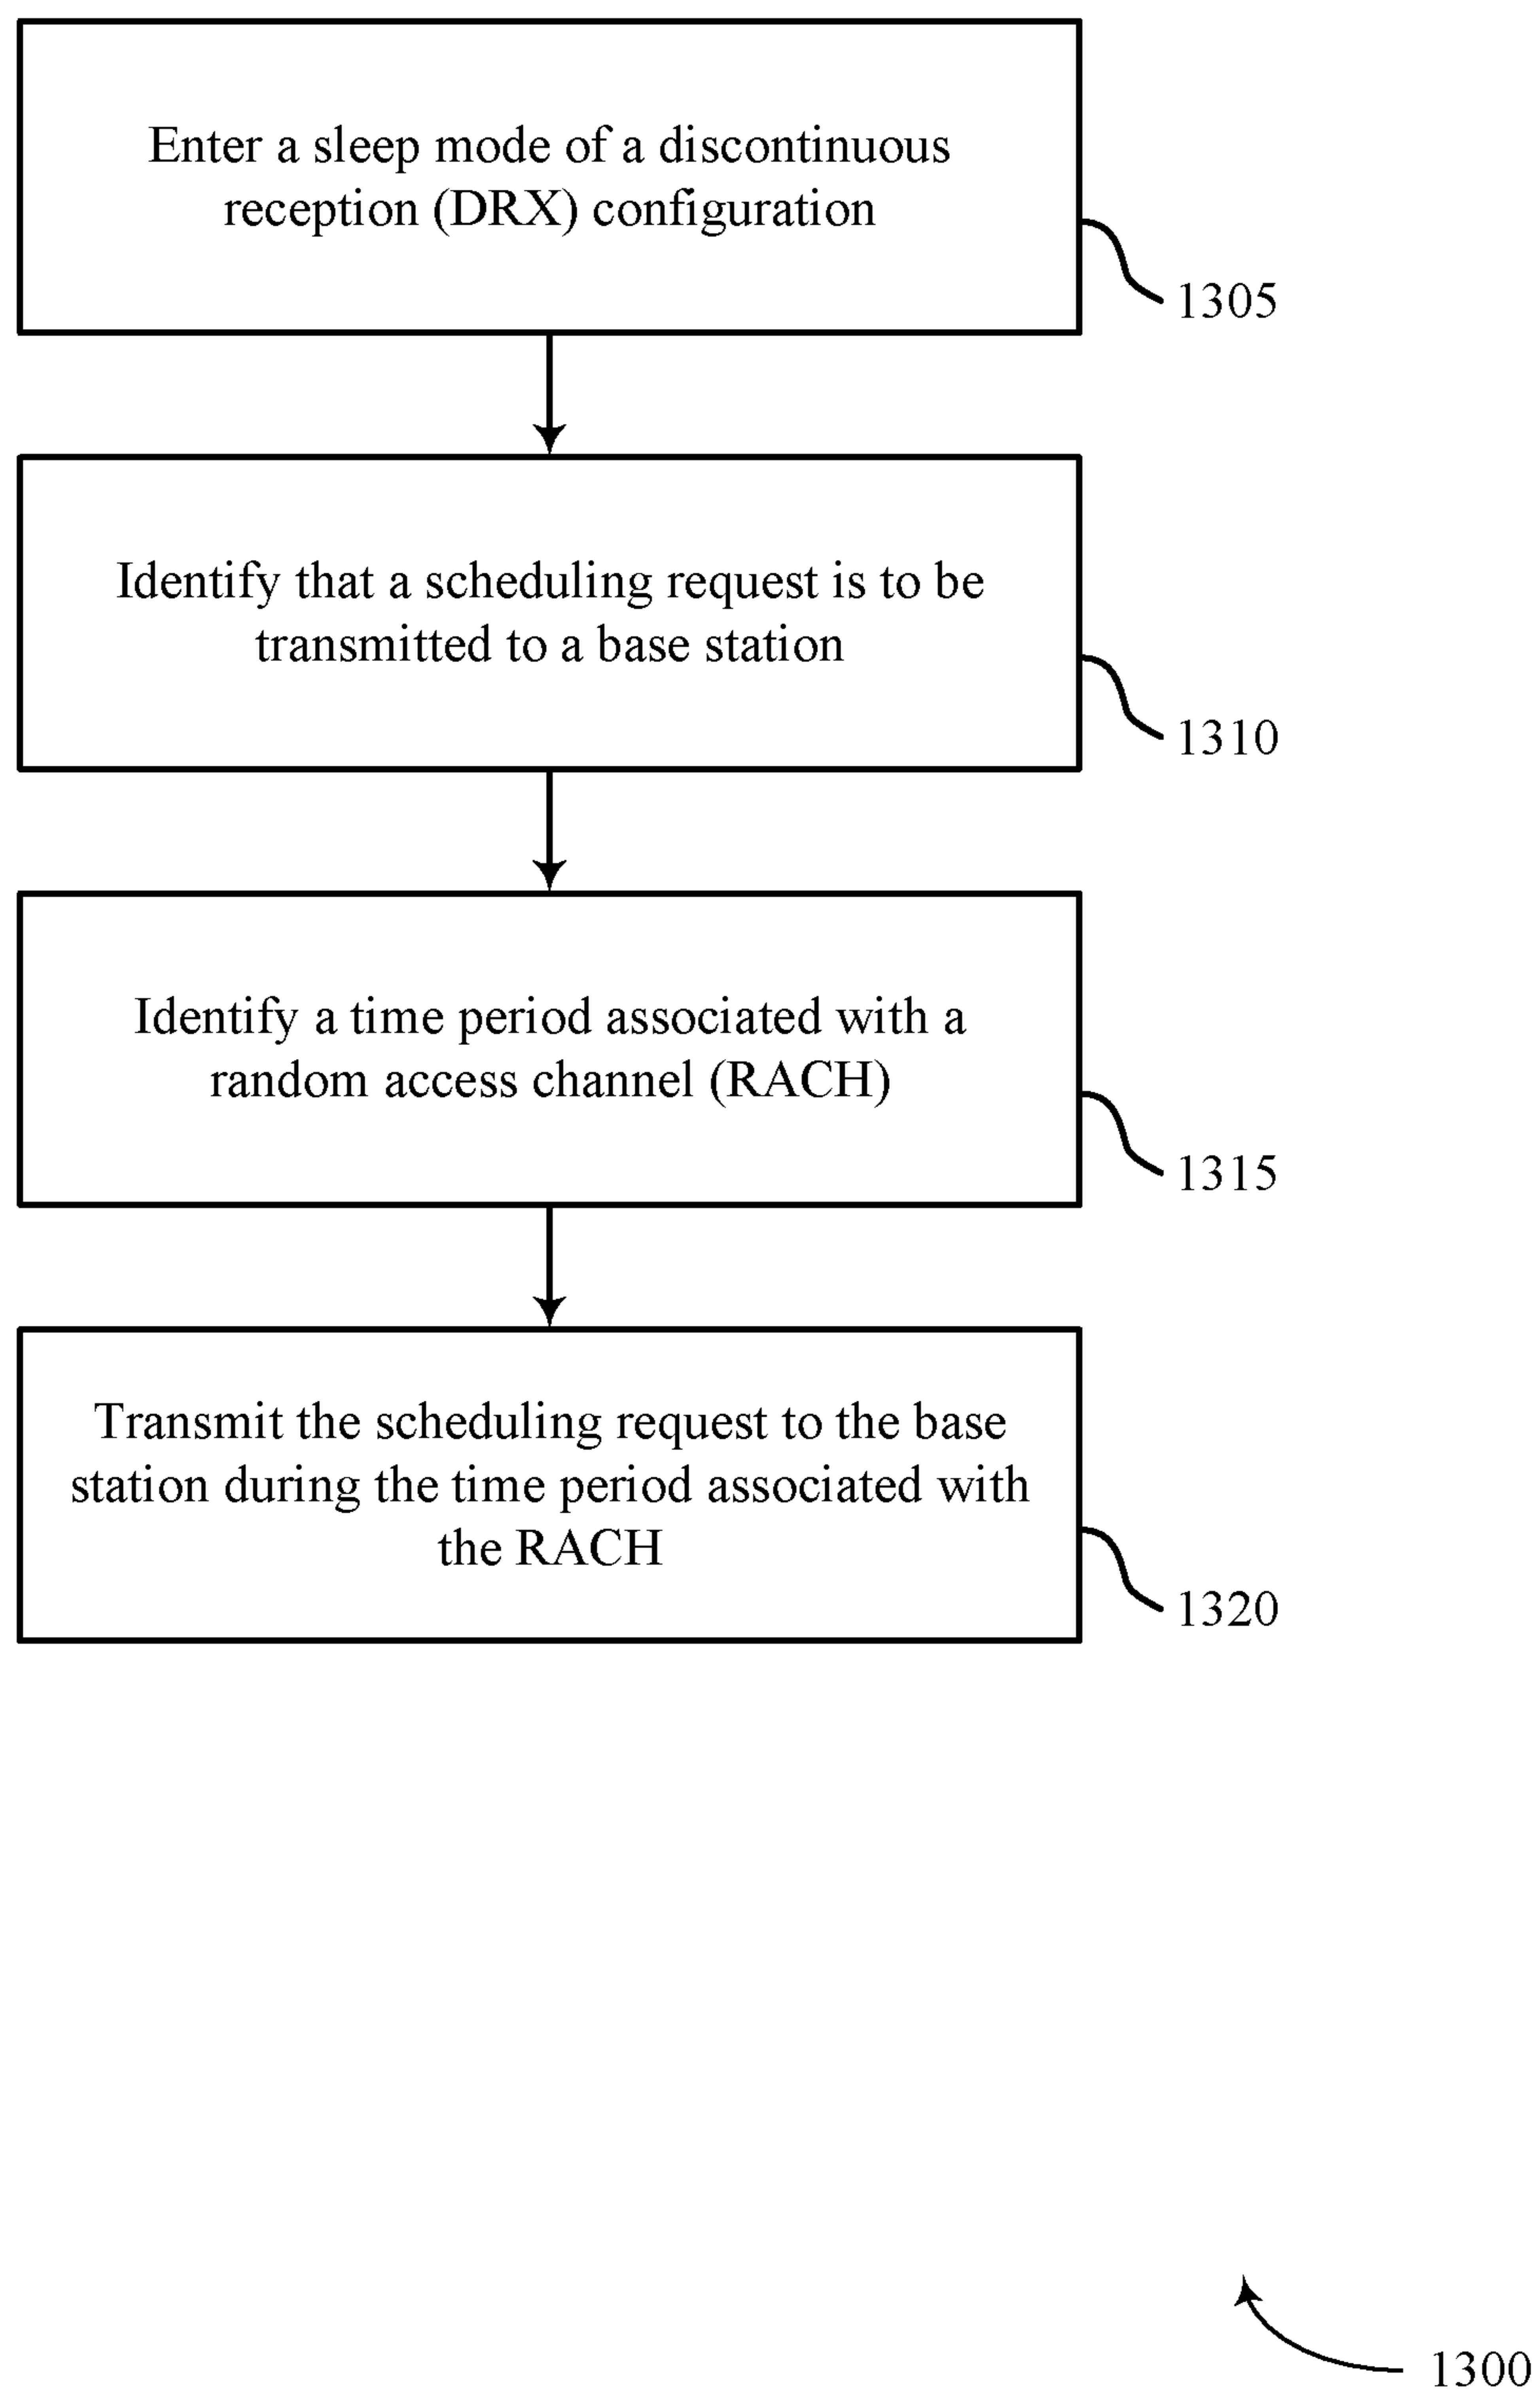 Enter a sleep mode of a discontinuous
reception (DRX) configuration
1305
Identify that a scheduling request is to be
transmitted to a base station
1310
Identify a time period associated with a
random access channel (RACH)
1315
Transmit the scheduling request to the base
station during the time period associated with
the RACH
1320
1300